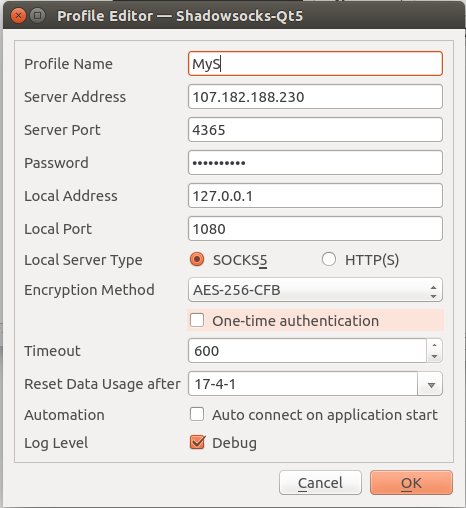 Profile Editor — Shadowsocks-Qt5
Profile Name MyS
Server Address 107.182.188.230
Server Port 4365
Password ••••••••••
Local Address 127.0.0.1
Local Port 1080
Local Server Type SOCKS5 HTTP(S)
Encryption Method AES-256-CFB
One-time authentication
Timeout 600
Reset Data Usage after 17-4-1
Automation Auto connect on application start
Log Level Debug
Cancel OK